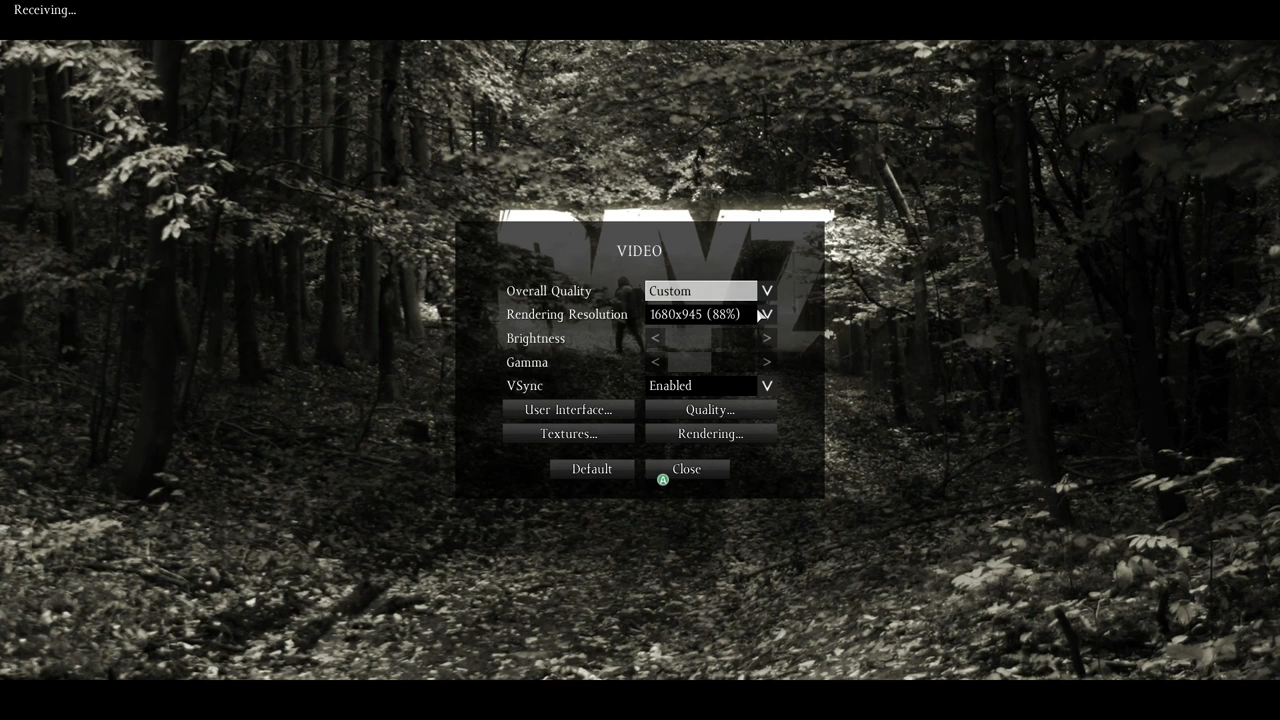 Receiving...
VIDEO
Overall Quality Custom V
Rendering Resolution 1680x945 (88%) V
Brightness < >
Gamma < >
VSync Enabled V
User Interface... Quality...
Textures... Rendering...
Default Close
A